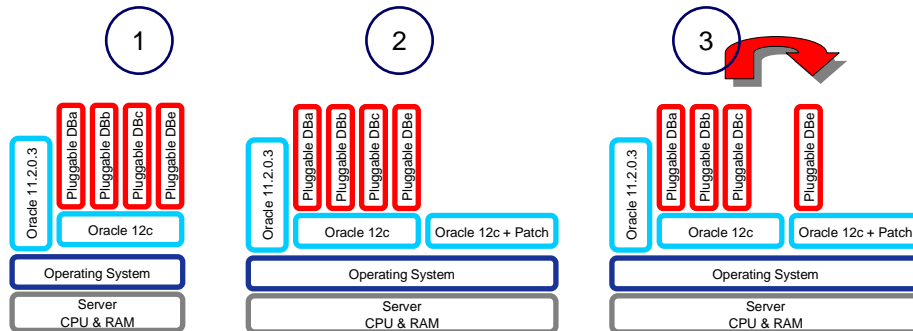 1
Pluggable DBa
Pluggable DBb
Pluggable DBc
Pluggable DBe
Oracle 11.2.0.3
Oracle 12c
Operating System
Server
CPU & RAM
2
Pluggable DBa
Pluggable DBb
Pluggable DBc
Pluggable DBe
Oracle 11.2.0.3
Oracle 12c
Oracle 12c + Patch
Operating System
Server
CPU & RAM
3
Pluggable DBa
Pluggable DBb
Pluggable DBc
Pluggable DBe
Oracle 11.2.0.3
Oracle 12c
Oracle 12c + Patch
Operating System
Server
CPU & RAM